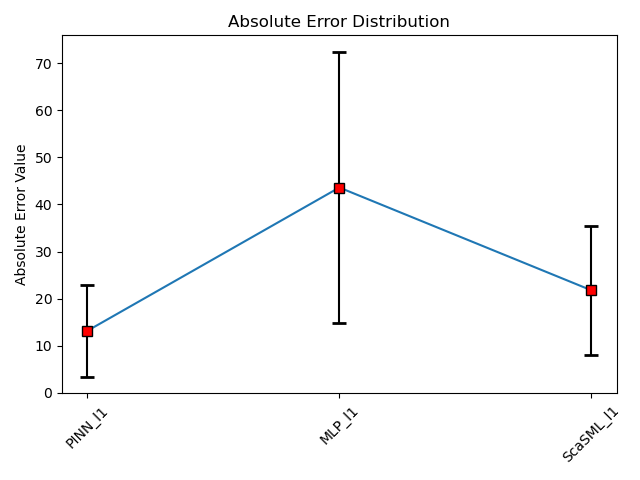 Absolute Error Distribution
Absolute Error Value
70
60
50
40
30
20
10
0
PINN_l1
MLP_l1
ScaSML_l1